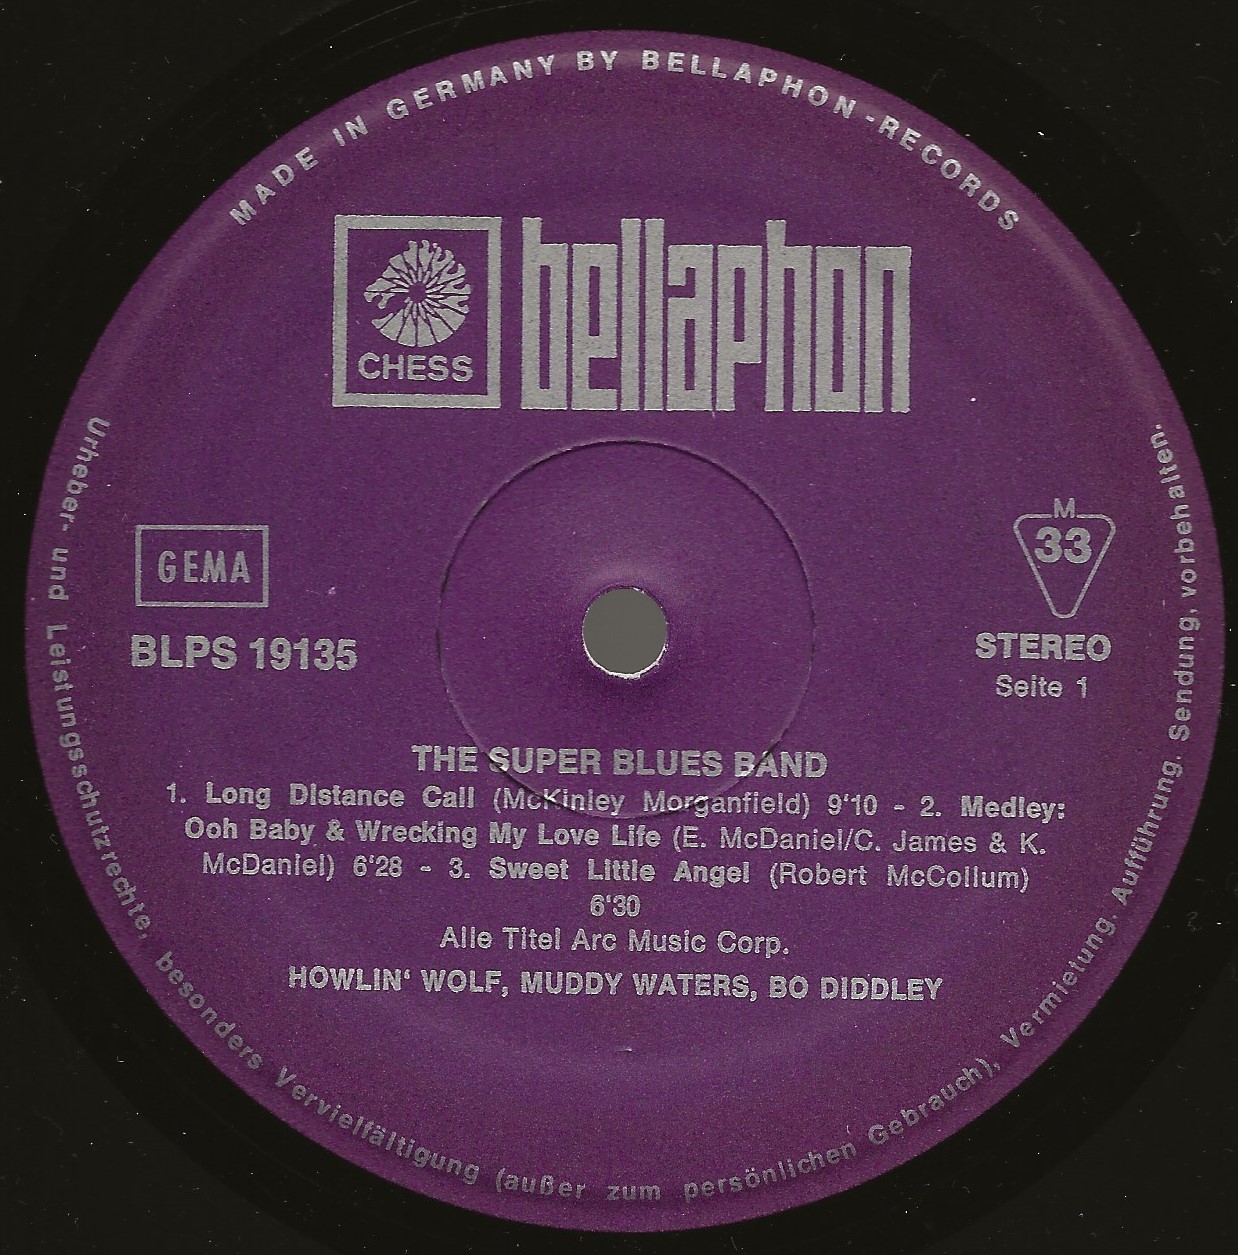 MADE IN GERMANY BY BELLAPHON-RECORDS
CHESS
bellaphon
GEMA
M
33
BLPS 19135
STEREO
Seite 1
THE SUPER BLUES BAND
1. Long Distance Call (McKinley Morganfield) 9'10 - 2. Medley:
Ooh Baby & Wrecking My Love Life (E. McDaniel/C. James & K.
McDaniel) 6'28 - 3. Sweet Little Angel (Robert McCollum)
6'30
Alle Titel Arc Music Corp.
HOWLIN' WOLF, MUDDY WATERS, BO DIDDLEY
Urheber- und Leistungsschutzrechte, besonders Vervielfältigung (außer zum persönlichen Gebrauch), Vermietung. Aufführung. Sendung, vorbehalten.